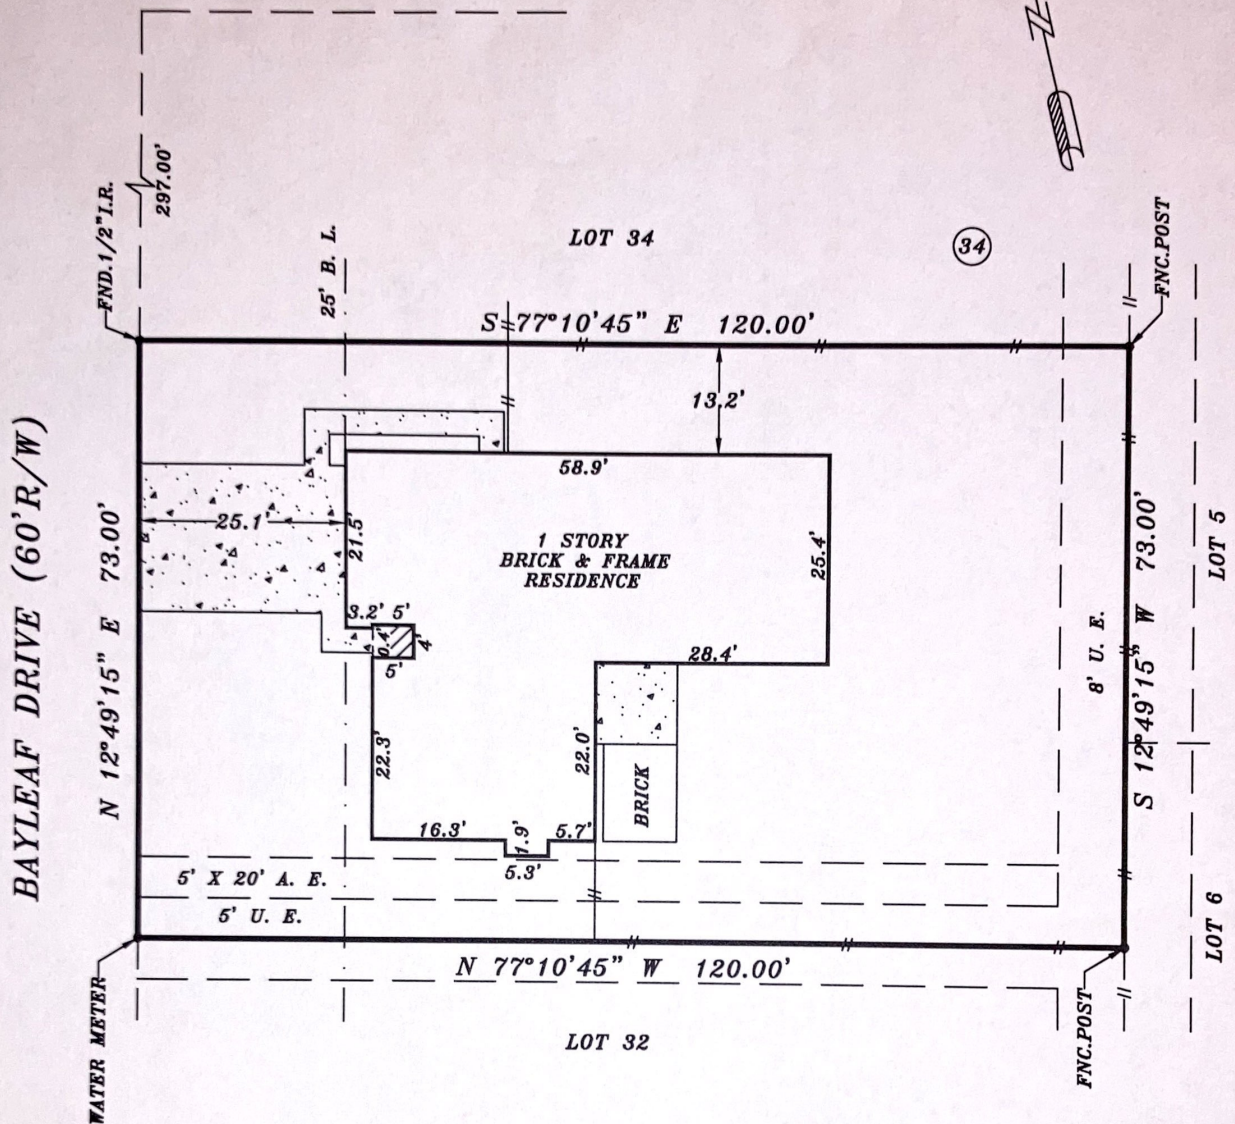 297.00'
FND.1/2"I.R.
25' B. L.
LOT 34
34
FNC.POST
S 77°10'45" E 120.00'
13.2'
58.9'
BAYLEAF DRIVE (60'R/W)
N 12°49'15" E 73.00'
25.1'
21.5'
1 STORY
BRICK & FRAME
RESIDENCE
25.4'
3.2' 5'
0.4'
4'
5'
28.4'
8' U. E.
S 12°49'15" W 73.00'
LOT 5
22.3'
22.0'
BRICK
16.3'
1.9'
5.7'
5.3'
5' X 20' A. E.
5' U. E.
LOT 6
N 77°10'45" W 120.00'
WATER METER
FNC.POST
LOT 32